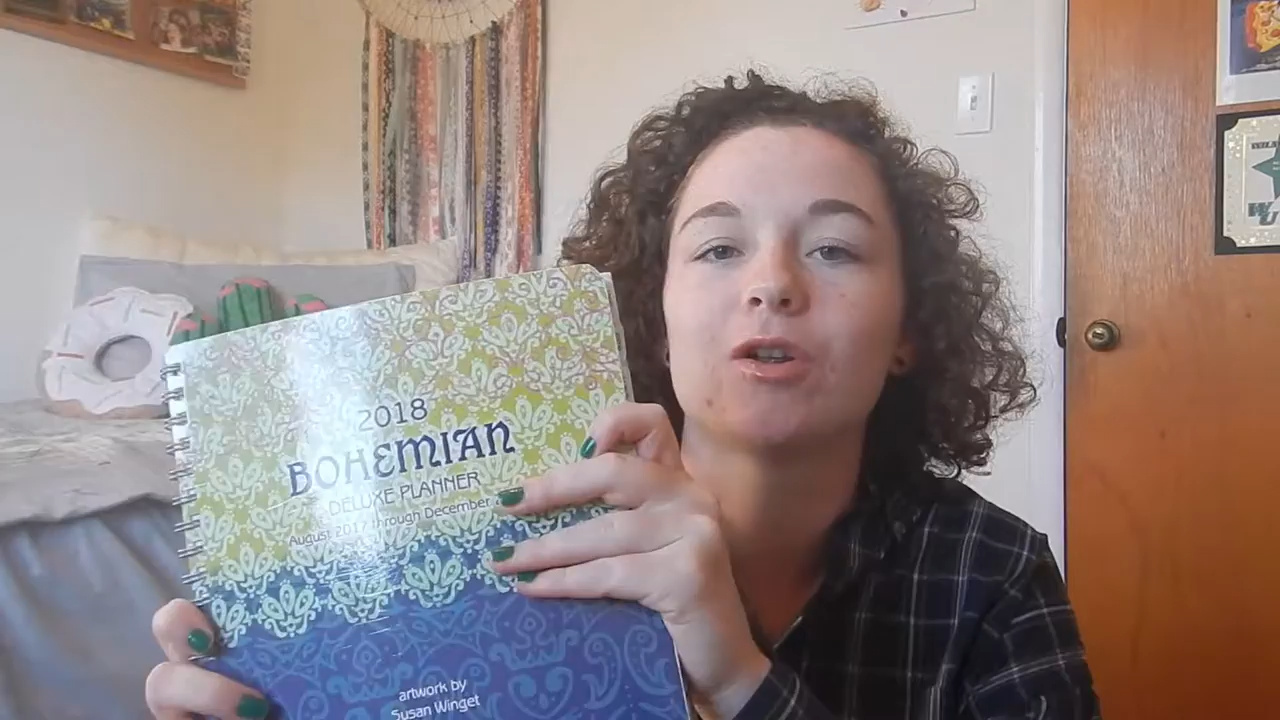 2018
BOHEMIAN
DELUXE PLANNER
August 2017 through December
artwork by
Susan Winget